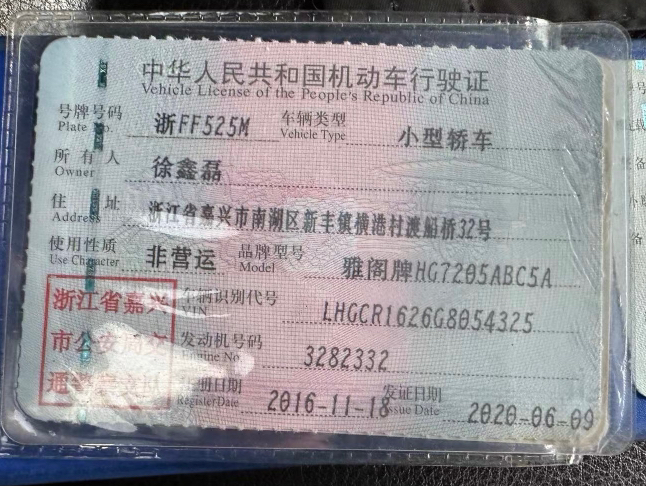 中华人民共和国机动车行驶证
Vehicle License of the People's Republic of China
号牌号码 浙FF525M 车辆类型 小型轿车
Plate No. Vehicle Type
所有人 徐鑫磊
Owner
住址 浙江省嘉兴市南湖区新丰镇横港村渡船桥32号
Address
使用性质 非营运 品牌型号 雅阁牌HG7205ABC5A
Use Character Model
浙江省嘉兴 车辆识别代号 LHGCR1626G8054325
VIN
市公安局交 发动机号码 3282332
Engine No
通 注册日期 2016-11-18 发证日期 2020-06-09
Register Date Issue Date